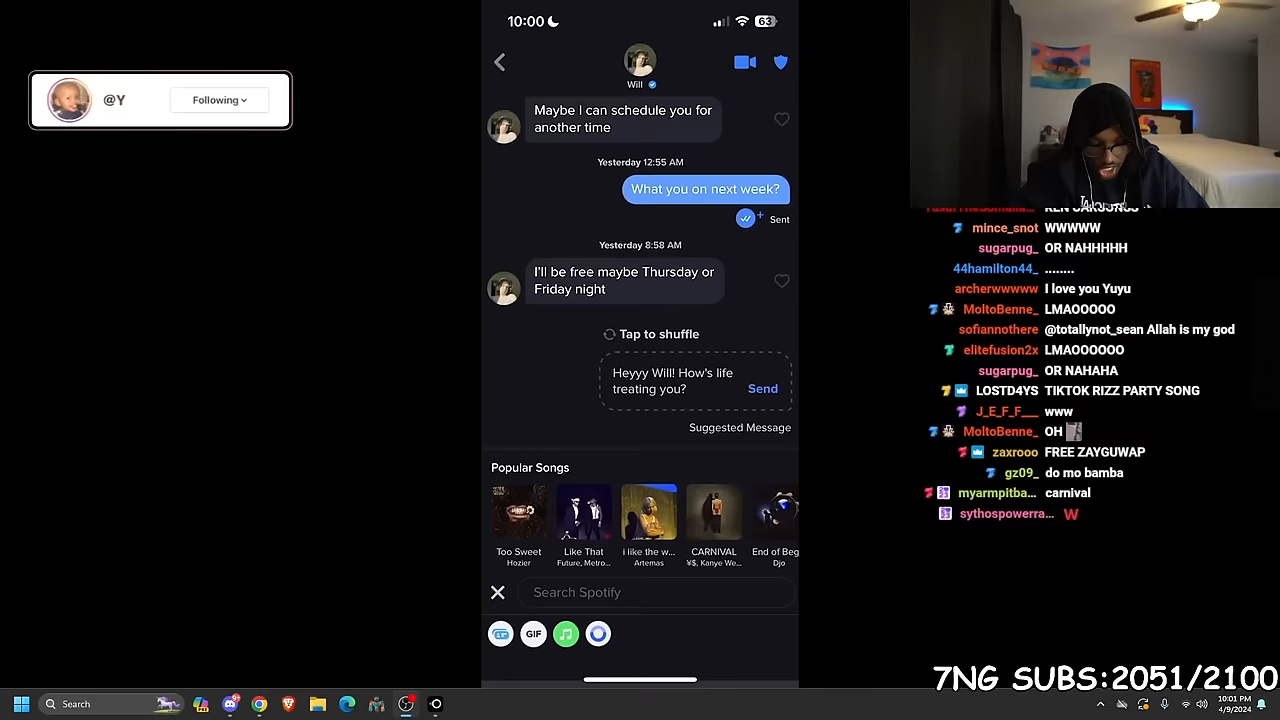 @Y
Following
10:00
63
Will
Maybe I can schedule you for
another time
Yesterday 12:55 AM
What you on next week?
Sent
Yesterday 8:58 AM
I'll be free maybe Thursday or
Friday night
Tap to shuffle
Heyyy Will! How's life
treating you?
Send
Suggested Message
Popular Songs
Too Sweet
Hozier
Like That
Future, Metro...
i like the w...
Artemas
CARNIVAL
¥$, Kanye We...
End of Beg
Djo
Search Spotify
GIF
mince_snot WWWWW
sugarpug_ OR NAHHHHH
44hamilton44_ ........
archerwwwww I love you Yuyu
MoltoBenne_ LMAOOOOO
sofiannothere @totallynot_sean Allah is my god
elitefusion2x LMAOOOOOO
sugarpug_ OR NAHAHA
LOSTD4YS TIKTOK RIZZ PARTY SONG
J_E_F_F___ www
MoltoBenne_ OH
zaxrooo FREE ZAYGUWAP
gz09_ do mo bamba
myarmpitba... carnival
sythospowerra... W
7NG SUBS:2051/2100
Search
10:01 PM
4/9/2024